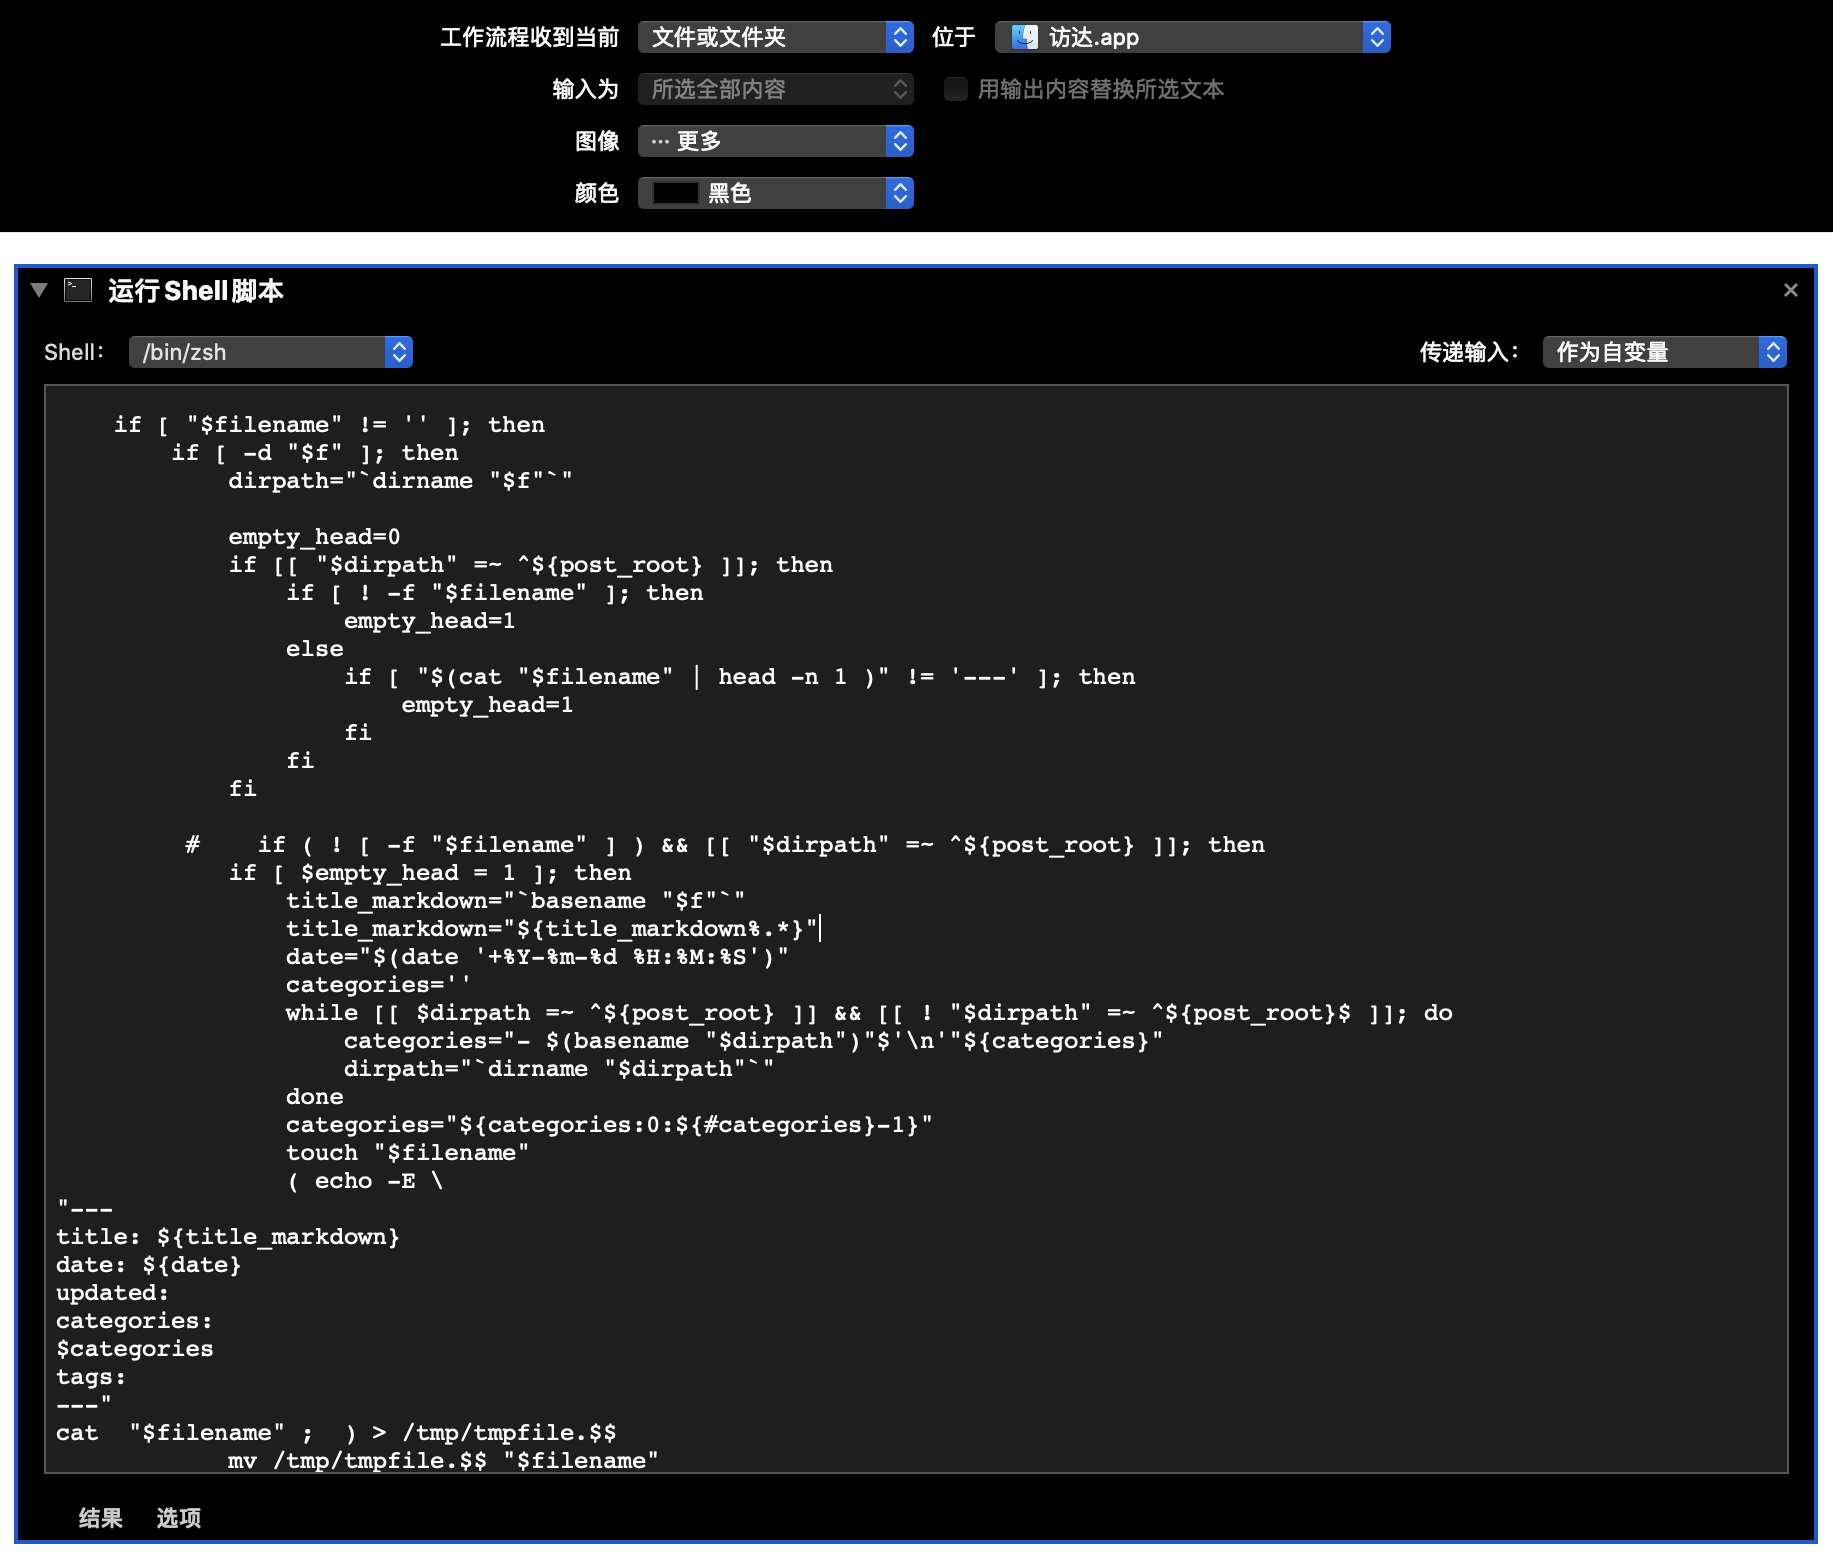 工作流程收到当前 文件或文件夹 位于 访达.app
输入为 所选全部内容 用输出内容替换所选文本
图像 ··· 更多
颜色 黑色
运行Shell脚本
Shell: /bin/zsh 传递输入: 作为自变量
    if [ "$filename" != '' ]; then
        if [ -d "$f" ]; then
            dirpath="`dirname "$f"`"
            empty_head=0
            if [[ "$dirpath" =~ ^${post_root} ]]; then
                if [ ! -f "$filename" ]; then
                    empty_head=1
                else
                    if [ "$(cat "$filename" | head -n 1 )" != '---' ]; then
                        empty_head=1
                    fi
                fi
            fi
         #    if ( ! [ -f "$filename" ] ) && [[ "$dirpath" =~ ^${post_root} ]]; then
            if [ $empty_head = 1 ]; then
                title_markdown="`basename "$f"`"
                title_markdown="${title_markdown%.*}"
                date="$(date '+%Y-%m-%d %H:%M:%S')"
                categories=''
                while [[ $dirpath =~ ^${post_root} ]] && [[ ! "$dirpath" =~ ^${post_root}$ ]]; do
                    categories="- $(basename "$dirpath")"$'\n'"${categories}"
                    dirpath="`dirname "$dirpath"`"
                done
                categories="${categories:0:${#categories}-1}"
                touch "$filename"
                ( echo -E \
"---
title: ${title_markdown}
date: ${date}
updated:
categories:
$categories
tags:
---"
cat  "$filename" ;  ) > /tmp/tmpfile.$$
            mv /tmp/tmpfile.$$ "$filename"
结果 选项